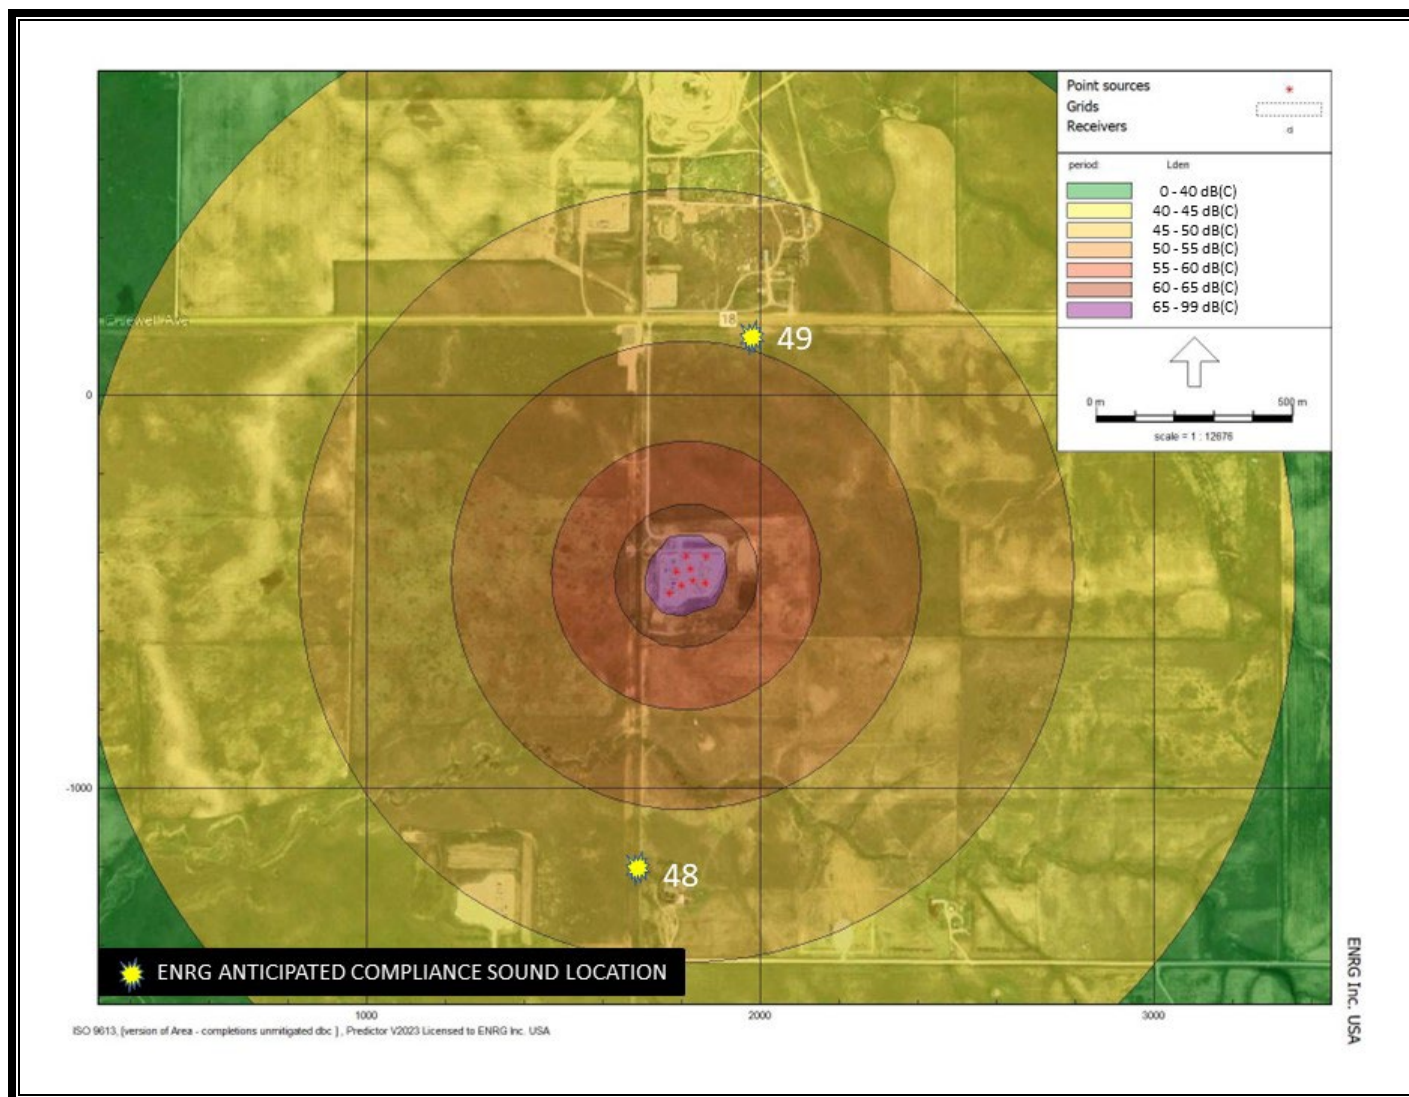 Point sources
Grids
Receivers
period: Lden
0 - 40 dB(C)
40 - 45 dB(C)
45 - 50 dB(C)
50 - 55 dB(C)
55 - 60 dB(C)
60 - 65 dB(C)
65 - 99 dB(C)
18
49
0
0 m 500 m
scale = 1 : 12676
-1000
48
ENRG ANTICIPATED COMPLIANCE SOUND LOCATION
1000 2000 3000
ISO 9613, [version of Area - completions unmitigated dbc ] , Predictor V2023 Licensed to ENRG Inc. USA
ENRG Inc. USA